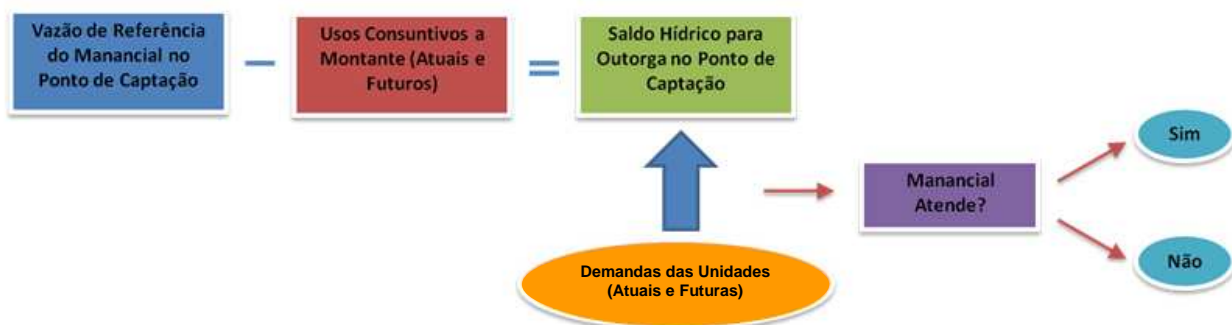 Vazão de Referência
do Manancial no
Ponto de Captação
Usos Consuntivos a
Montante (Atuais e
Futuros)
Saldo Hídrico para
Outorga no Ponto de
Captação
Demandas das Unidades
(Atuais e Futuras)
Manancial
Atende?
Sim
Não